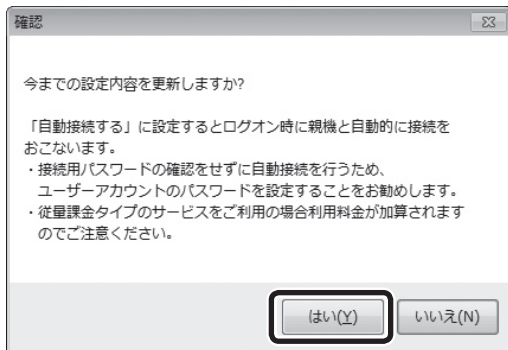 確認
今までの設定内容を更新しますか?
「自動接続する」に設定するとログオン時に親機と自動的に接続を
おこないます。
・接続用パスワードの確認をせずに自動接続を行うため、
ユーザーアカウントのパスワードを設定することをお勧めします。
・従量課金タイプのサービスをご利用の場合利用料金が加算されます
のでご注意ください。
はい(Y)
いいえ(N)